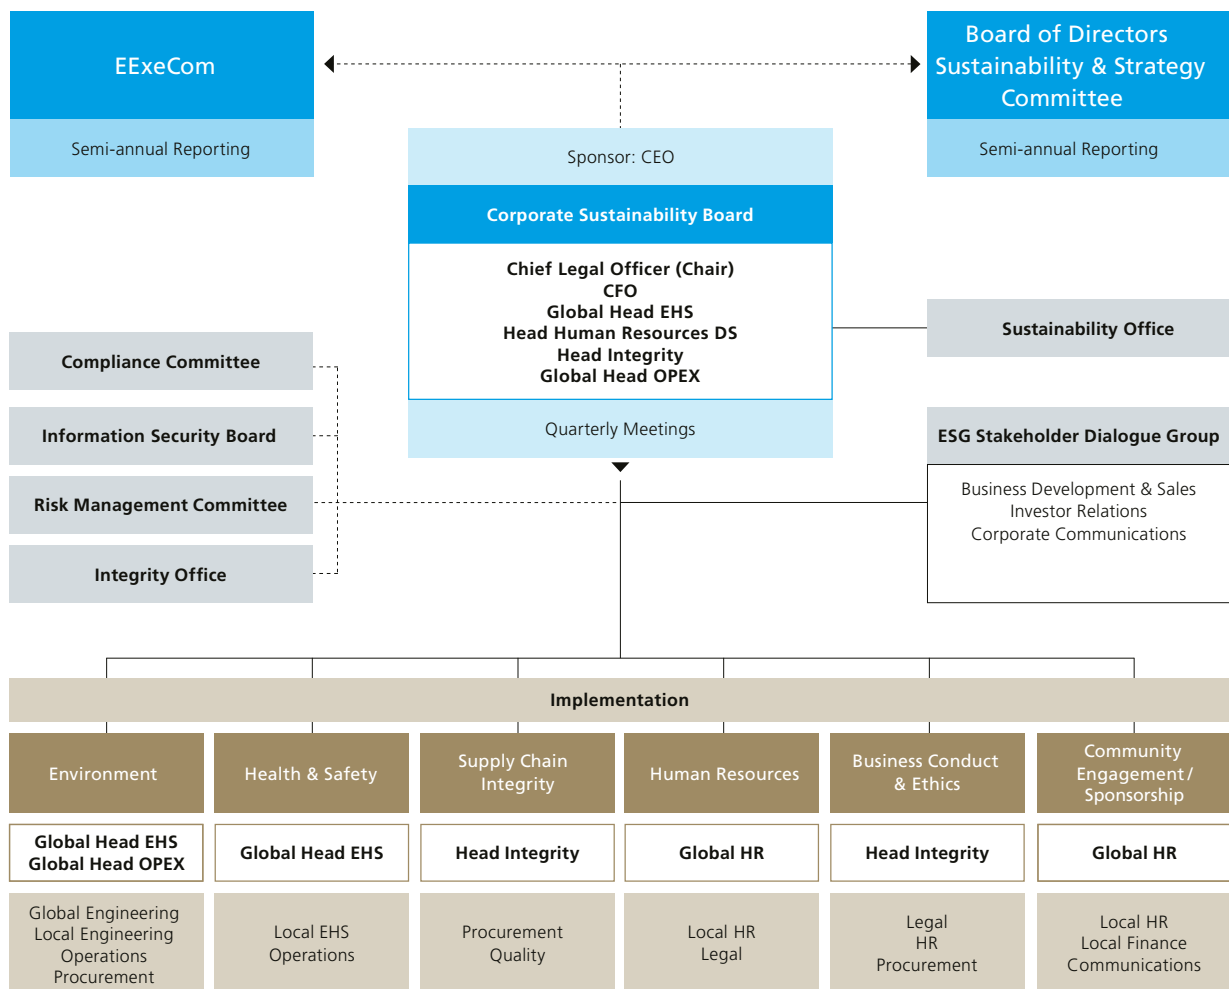 EExeCom
Semi-annual Reporting
Board of Directors
Sustainability & Strategy
Committee
Semi-annual Reporting
Sponsor: CEO
Corporate Sustainability Board
Chief Legal Officer (Chair)
CFO
Global Head EHS
Head Human Resources DS
Head Integrity
Global Head OPEX
Quarterly Meetings
Compliance Committee
Information Security Board
Risk Management Committee
Integrity Office
Sustainability Office
ESG Stakeholder Dialogue Group
Business Development & Sales
Investor Relations
Corporate Communications
Implementation
Environment
Global Head EHS
Global Head OPEX
Global Engineering
Local Engineering
Operations
Procurement
Health & Safety
Global Head EHS
Local EHS
Operations
Supply Chain
Integrity
Head Integrity
Procurement
Quality
Human Resources
Global HR
Local HR
Legal
Business Conduct
& Ethics
Head Integrity
Legal
HR
Procurement
Community
Engagement/
Sponsorship
Global HR
Local HR
Local Finance
Communications